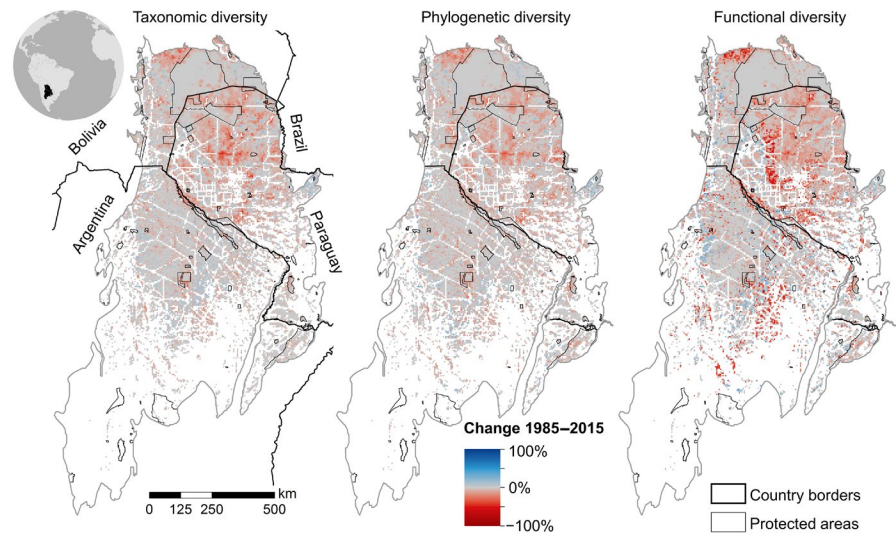 Taxonomic diversity
Phylogenetic diversity
Functional diversity
Bolivia
Brazil
Argentina
Paraguay
Change 1985–2015
100%
0%
−100%
km
0 125 250 500
Country borders
Protected areas